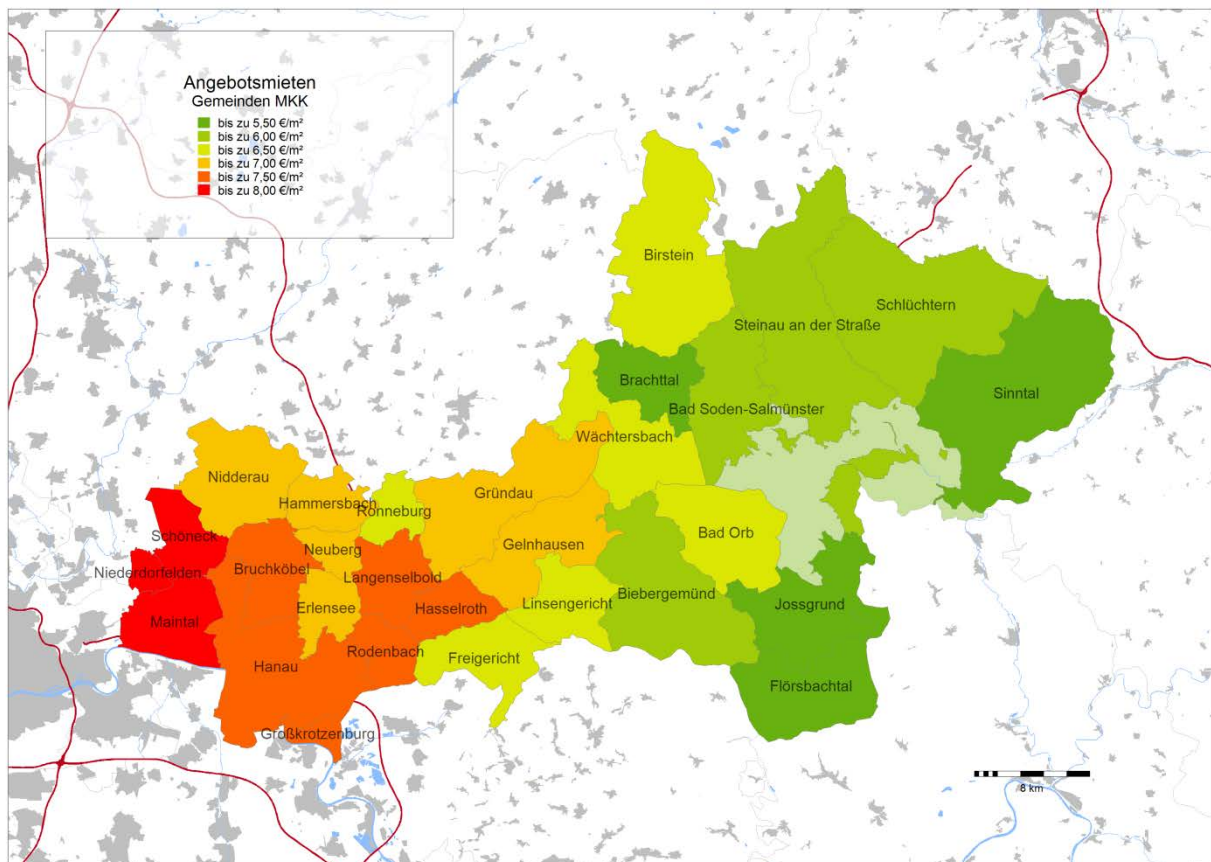 Angebotsmieten
Gemeinden MKK
bis zu 5,50 €/m²
bis zu 6,00 €/m²
bis zu 6,50 €/m²
bis zu 7,00 €/m²
bis zu 7,50 €/m²
bis zu 8,00 €/m²
Birstein
Schlüchtern
Steinau an der Straße
Brachttal
Sinntal
Bad Soden-Salmünster
Wächtersbach
Nidderau
Hammersbach
Gründau
Ronneburg
Bad Orb
Schöneck
Neuberg
Gelnhausen
Bruchköbel
Niederdorfelden
Langenselbold
Biebergemünd
Linsengericht
Jossgrund
Erlensee
Hasselroth
Maintal
Rodenbach
Freigericht
Hanau
Flörsbachtal
Großkrotzenburg
8 km